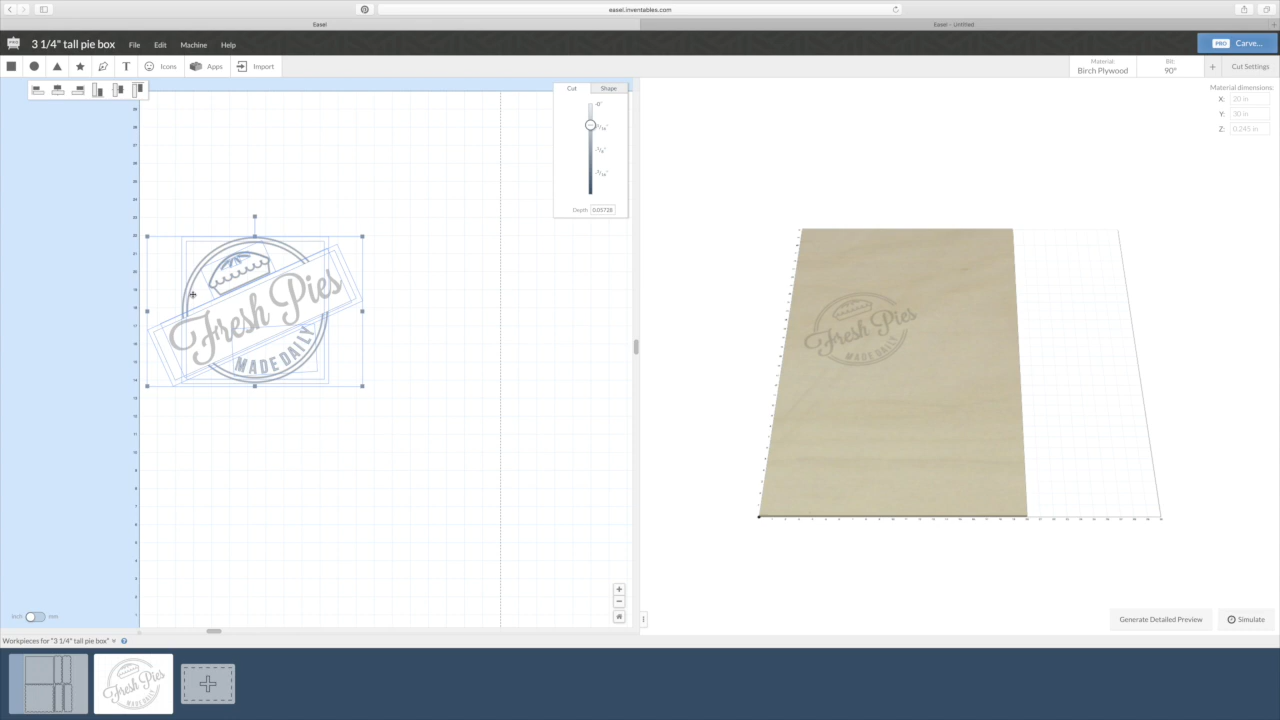 easel.inventables.com
Easel
Easel - Untitled
PRO
3 1/4" tall pie box
File
Edit
Machine
Help
PRO
Carve...
T
Icons
Apps
Import
Material:
Birch Plywood
Bit:
90°
+
Cut Settings
Material dimensions:
X: 20 in
Y: 30 in
Z: 0.245 in
Cut
Shape
Depth
0.05728
Fresh Pies
MADE DAILY
Fresh Pies
MADE DAILY
inch
mm
Generate Detailed Preview
Simulate
Workpieces for "3 1/4" tall pie box"
Fresh Pies
MADE DAILY